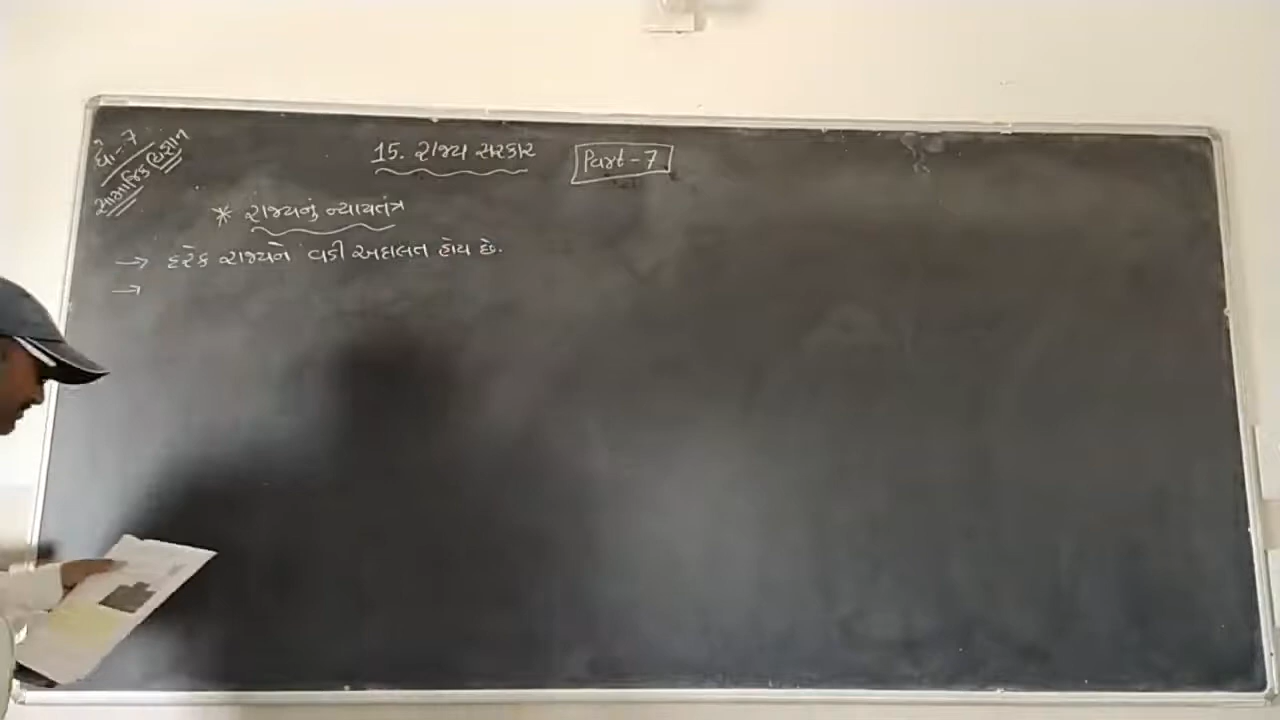 ધો-7
સામાજિક વિજ્ઞાન
15. રાજ્ય સરકાર
Part-7
* રાજ્યનું ન્યાયતંત્ર
→ દરેક રાજ્યને વડી અદાલત હોય છે.
→